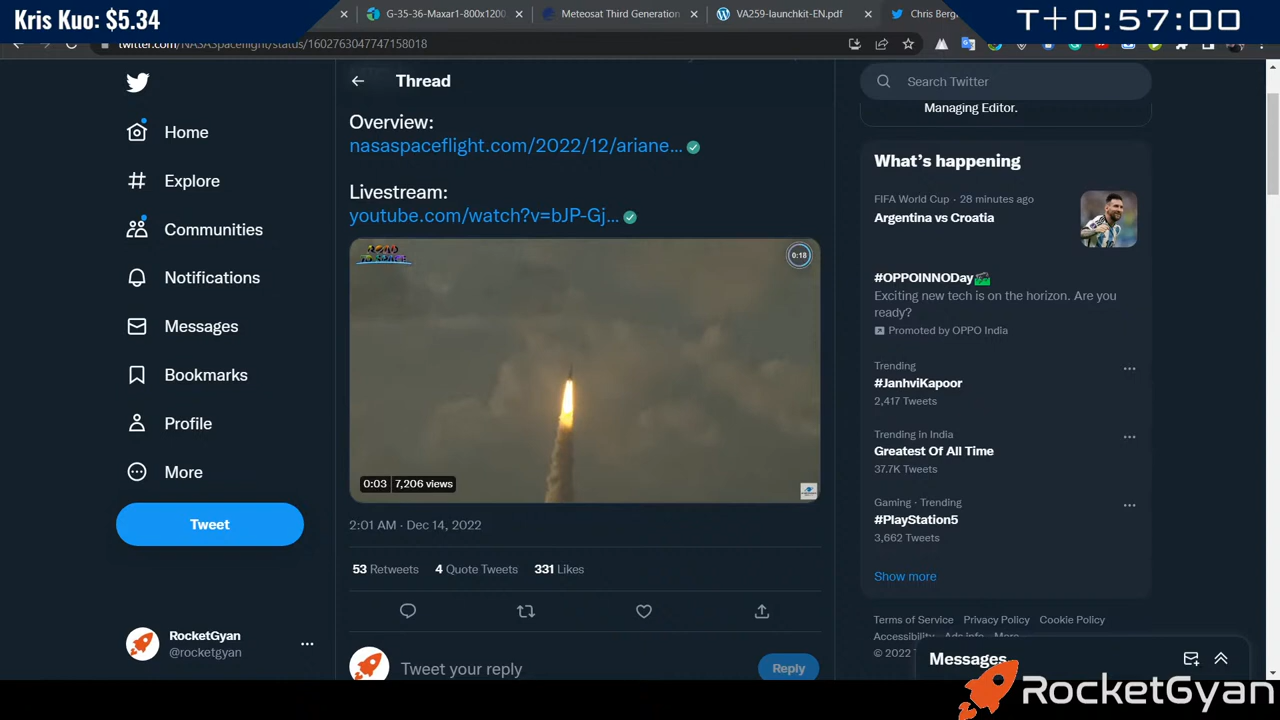 Kris Kuo: $5.34
G-35-36-Maxar1-800x1200
Meteosat Third Generation
VA259-launchkit-EN.pdf
Chris Berg
T+0:57:00
twitter.com/NASASpaceflight/status/1602763047747158018
Home
Explore
Communities
Notifications
Messages
Bookmarks
Profile
More
Tweet
RocketGyan
@rocketgyan
Thread
Overview:
nasaspaceflight.com/2022/12/ariane...
Livestream:
youtube.com/watch?v=bJP-Gj...
0:18
0:03 7,206 views
2:01 AM · Dec 14, 2022
53 Retweets 4 Quote Tweets 331 Likes
Tweet your reply
Reply
Search Twitter
Managing Editor.
What's happening
FIFA World Cup · 28 minutes ago
Argentina vs Croatia
#OPPOINNODay
Exciting new tech is on the horizon. Are you
ready?
Promoted by OPPO India
Trending
#JanhviKapoor
2,417 Tweets
Trending in India
Greatest Of All Time
37.7K Tweets
Gaming · Trending
#PlayStation5
3,662 Tweets
Show more
Terms of Service Privacy Policy Cookie Policy
Accessibility Ads info More
© 2022
Messages
RocketGyan